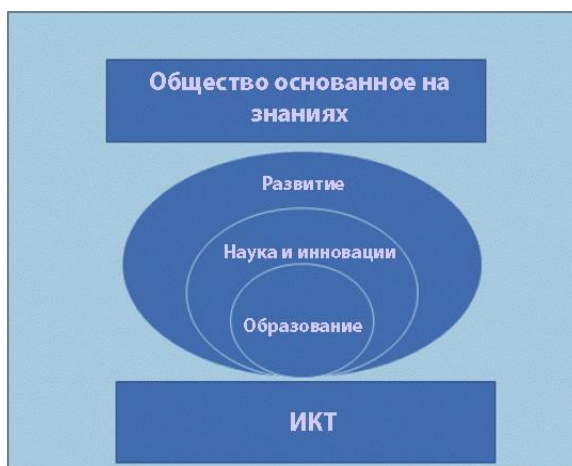 Общество основанное на
знаниях
Развитие
Наука и инновации
Образование
ИКТ